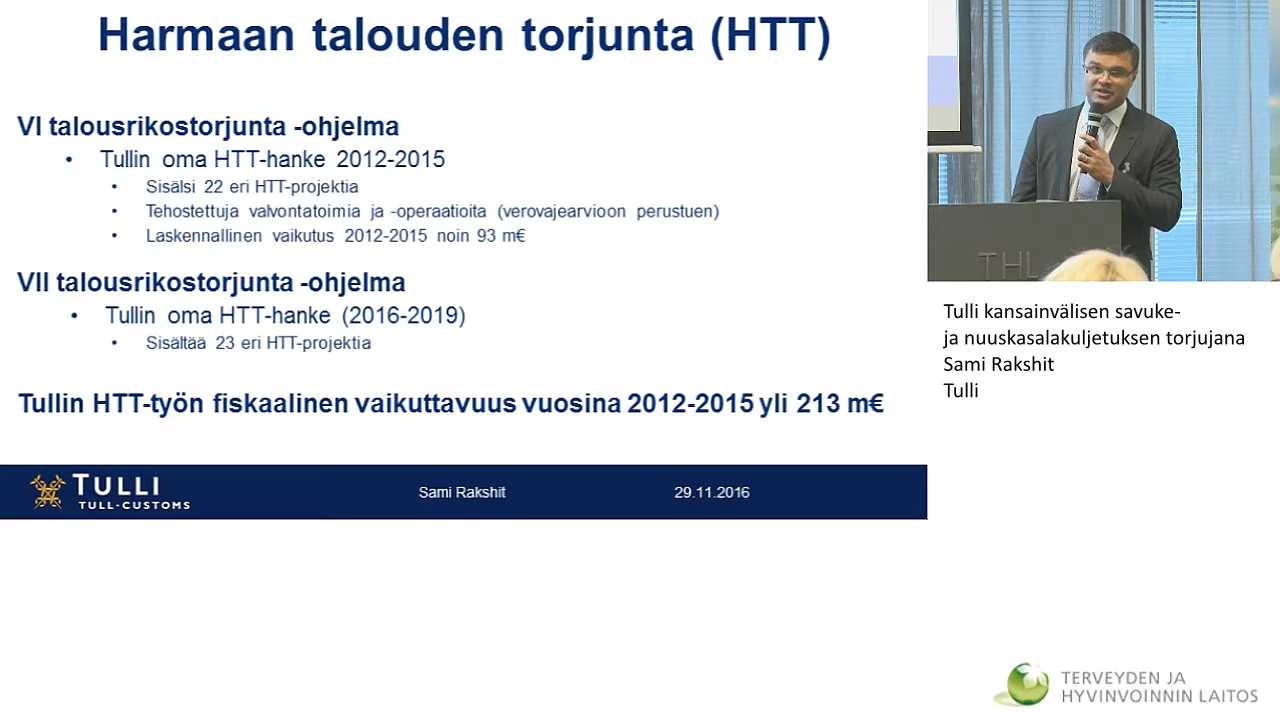 Harmaan talouden torjunta (HTT)
VI talousrikostorjunta -ohjelma
• Tullin oma HTT-hanke 2012-2015
• Sisälsi 22 eri HTT-projektia
• Tehostettuja valvontatoimia ja -operaatioita (verovajearvioon perustuen)
• Laskennallinen vaikutus 2012-2015 noin 93 m€
VII talousrikostorjunta -ohjelma
• Tullin oma HTT-hanke (2016-2019)
• Sisältää 23 eri HTT-projektia
Tullin HTT-työn fiskaalinen vaikuttavuus vuosina 2012-2015 yli 213 m€
TULLI
TULL·CUSTOMS
Sami Rakshit
29.11.2016
THL
Tulli kansainvälisen savuke-
ja nuuskasalakuljetuksen torjujana
Sami Rakshit
Tulli
TERVEYDEN JA
HYVINVOINNIN LAITOS